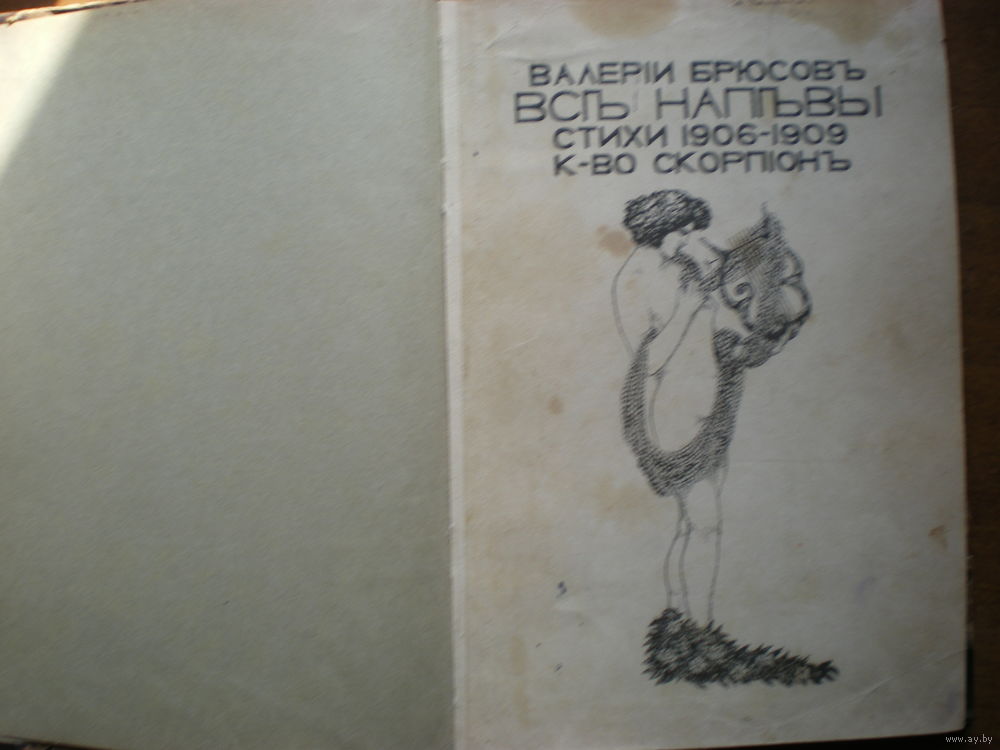 ВАЛЕРІИ БРЮСОВЪ
ВСѢ НАПѢВЫ
СТИХИ 1906-1909
К-ВО СКОРПІОНЪ
www.ay.by